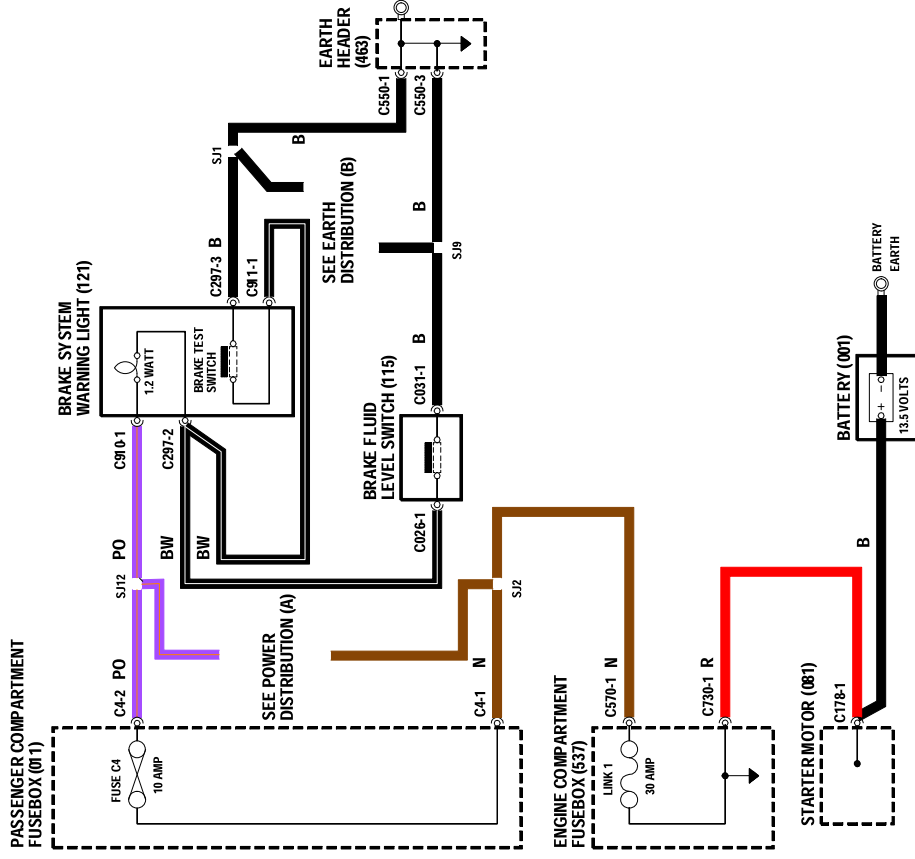 EARTH
HEADER
(463)
C550-1
C550-3
SJ1
B
SEE EARTH
DISTRIBUTION (B)
B
SJ9
B
C297-3
B
C911-1
BRAKE SYSTEM
WARNING LIGHT (121)
1.2 WATT
BRAKE TEST
SWITCH
C910-1
C297-2
BRAKE FLUID
LEVEL SWITCH (115)
C031-1
C026-1
BATTERY
EARTH
BATTERY (001)
+ -
13.5 VOLTS
B
PO
BW
BW
SJ12
SJ2
SEE POWER
DISTRIBUTION (A)
PO
C4-2
N
C4-1
N
C570-1
R
C730-1
C178-1
PASSENGER COMPARTMENT
FUSEBOX (011)
FUSE C4
10 AMP
ENGINE COMPARTMENT
FUSEBOX (537)
LINK 1
30 AMP
STARTER MOTOR (081)